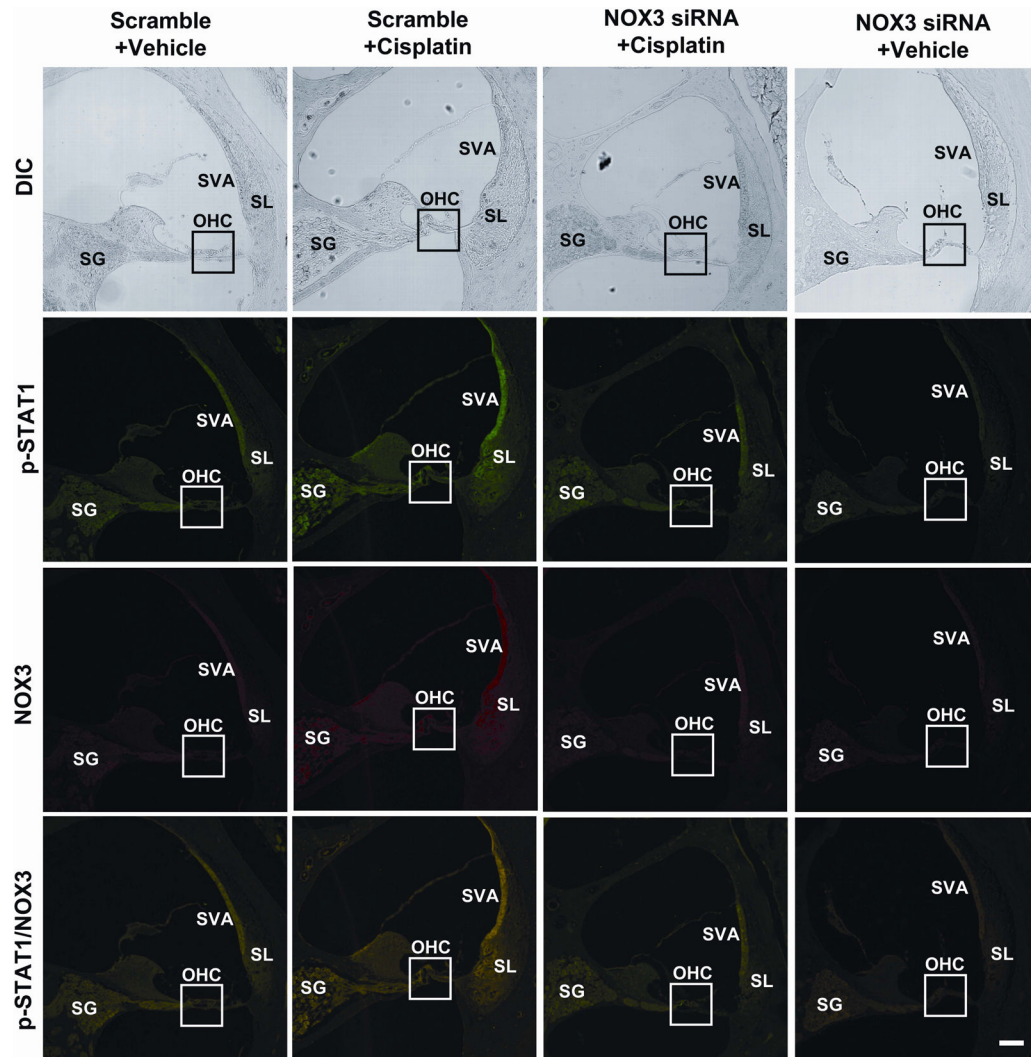 Scramble
+Vehicle
Scramble
+Cisplatin
NOX3 siRNA
+Cisplatin
NOX3 siRNA
+Vehicle
DIC
SVA
OHC
SL
SG
SVA
OHC
SL
SG
SVA
OHC
SL
SG
SVA
OHC
SL
SG
p-STAT1
SVA
SL
OHC
SG
SVA
OHC
SL
SG
SVA
SL
OHC
SG
SVA
SL
OHC
SG
NOX3
SVA
SL
OHC
SG
SVA
OHC
SL
SG
SVA
SL
OHC
SG
SVA
SL
OHC
SG
p-STAT1/NOX3
SVA
SL
OHC
SG
SVA
OHC
SL
SG
SVA
SL
OHC
SG
SVA
SL
OHC
SG